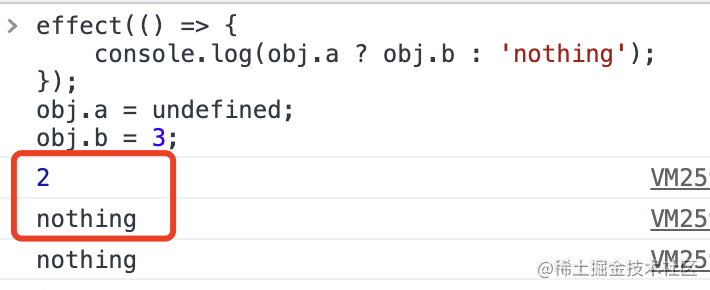 > effect(() => {
console.log(obj.a ? obj.b : 'nothing');
});
obj.a = undefined;
obj.b = 3;
2 VM25
nothing VM25
nothing
@稀土掘金技术社区